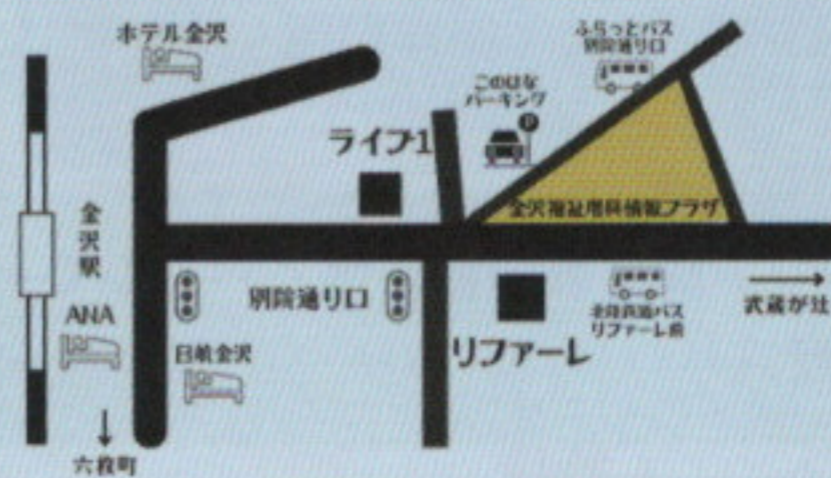 ホテル金沢
ふらっとバス
別院通り口
このはな
パーキング
P
ライブ1
金沢福祉用具情報プラザ
金沢駅
別院通り口
ANA
日航金沢
リファーレ
北陸鉄道バス
リファーレ前
武蔵が辻
六枚町